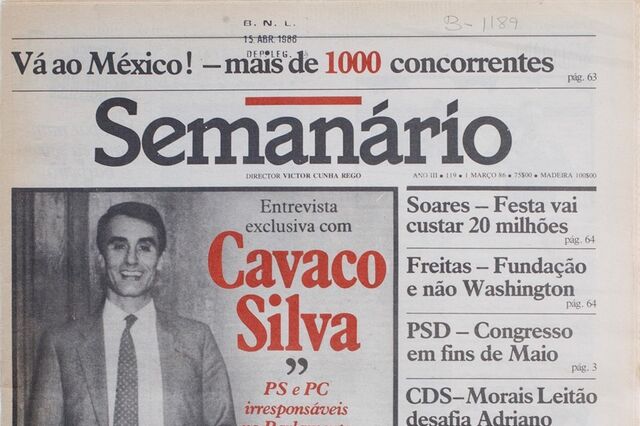 B. N. L.
15 ABR. 1986
DEP. LEG.
B-1189
Vá ao México! – mais de 1000 concorrentes
pág. 63
Semanário
DIRECTOR VICTOR CUNHA REGO
ANO III • 119 • 1 MARÇO 86 • 75$00 • MADEIRA 100$00
Entrevista
exclusiva com
Cavaco
Silva
”
PS e PC
irresponsáveis
Soares – Festa vai
custar 20 milhões
pág. 64
Freitas – Fundação
e não Washington
pág. 64
PSD – Congresso
em fins de Maio
pág. 3
CDS–Morais Leitão
desafia Adriano